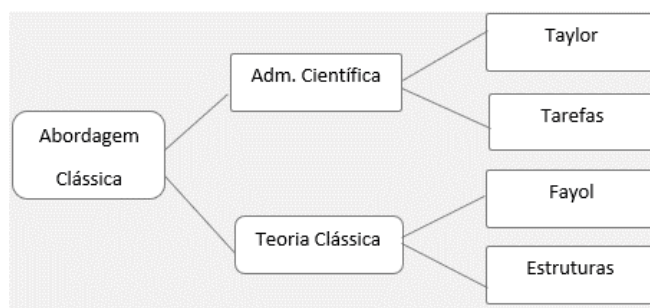 Abordagem
Clássica
Adm. Científica
Teoria Clássica
Taylor
Tarefas
Fayol
Estruturas